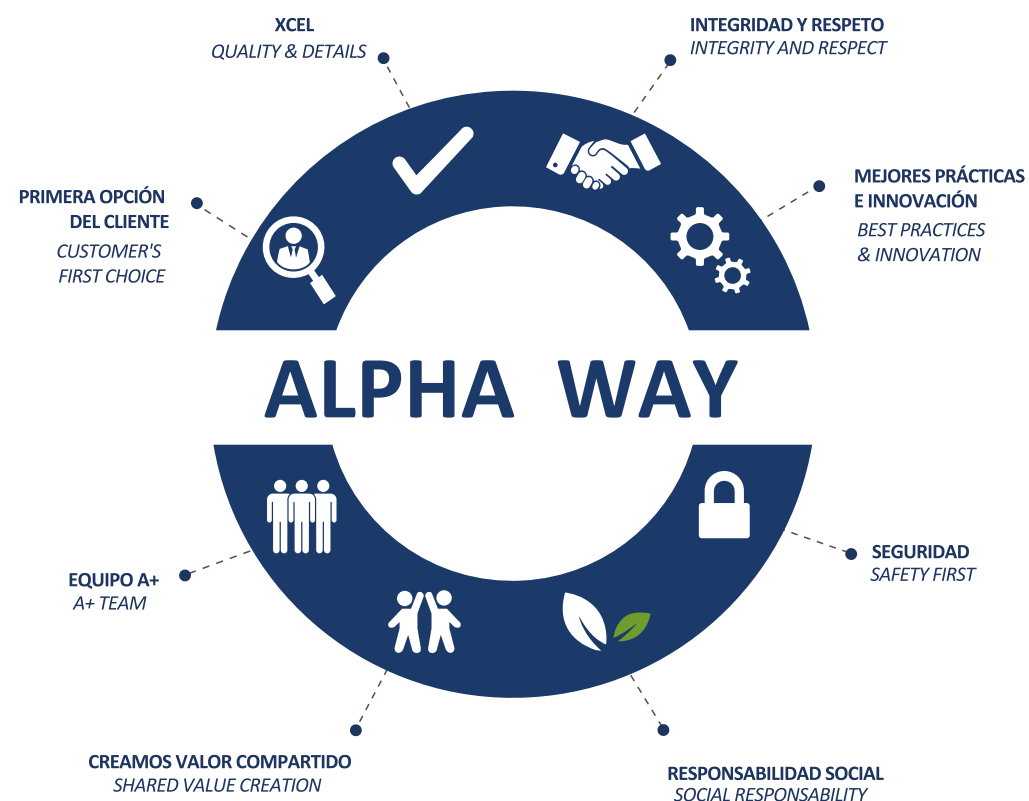 XCEL
QUALITY & DETAILS
INTEGRIDAD Y RESPETO
INTEGRITY AND RESPECT
PRIMERA OPCIÓN
DEL CLIENTE
CUSTOMER'S
FIRST CHOICE
MEJORES PRÁCTICAS
E INNOVACIÓN
BEST PRACTICES
& INNOVATION
ALPHA WAY
EQUIPO A+
A+ TEAM
SEGURIDAD
SAFETY FIRST
CREAMOS VALOR COMPARTIDO
SHARED VALUE CREATION
RESPONSABILIDAD SOCIAL
SOCIAL RESPONSABILITY